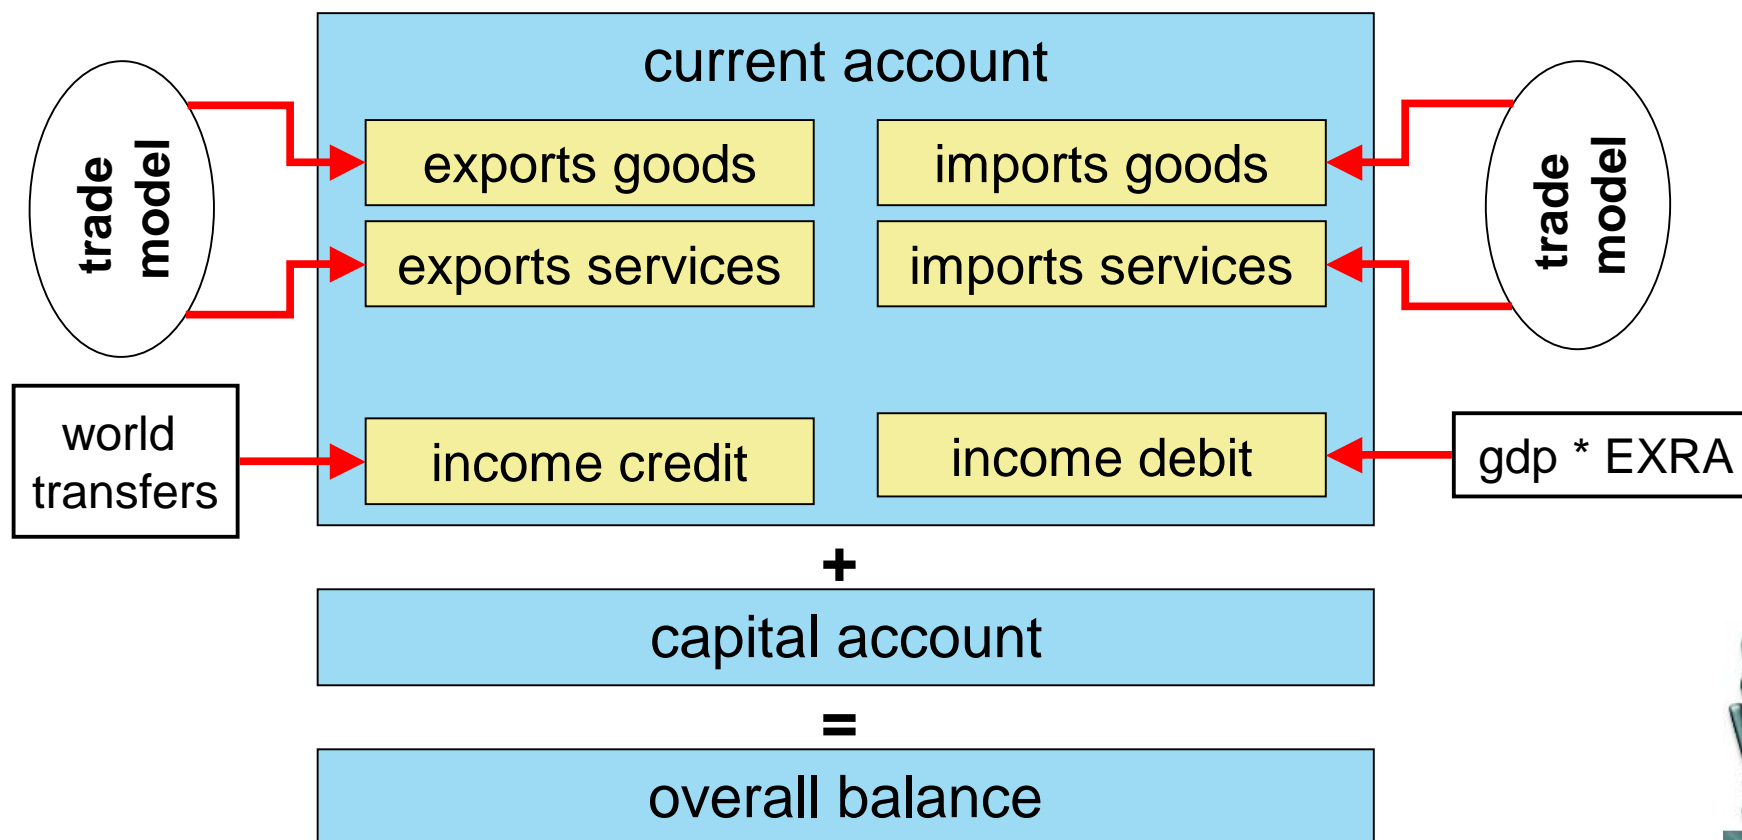 current account
trade
model
exports goods
imports goods
trade
model
exports services
imports services
world
transfers
income credit
income debit
gdp * EXRA
+
capital account
=
overall balance